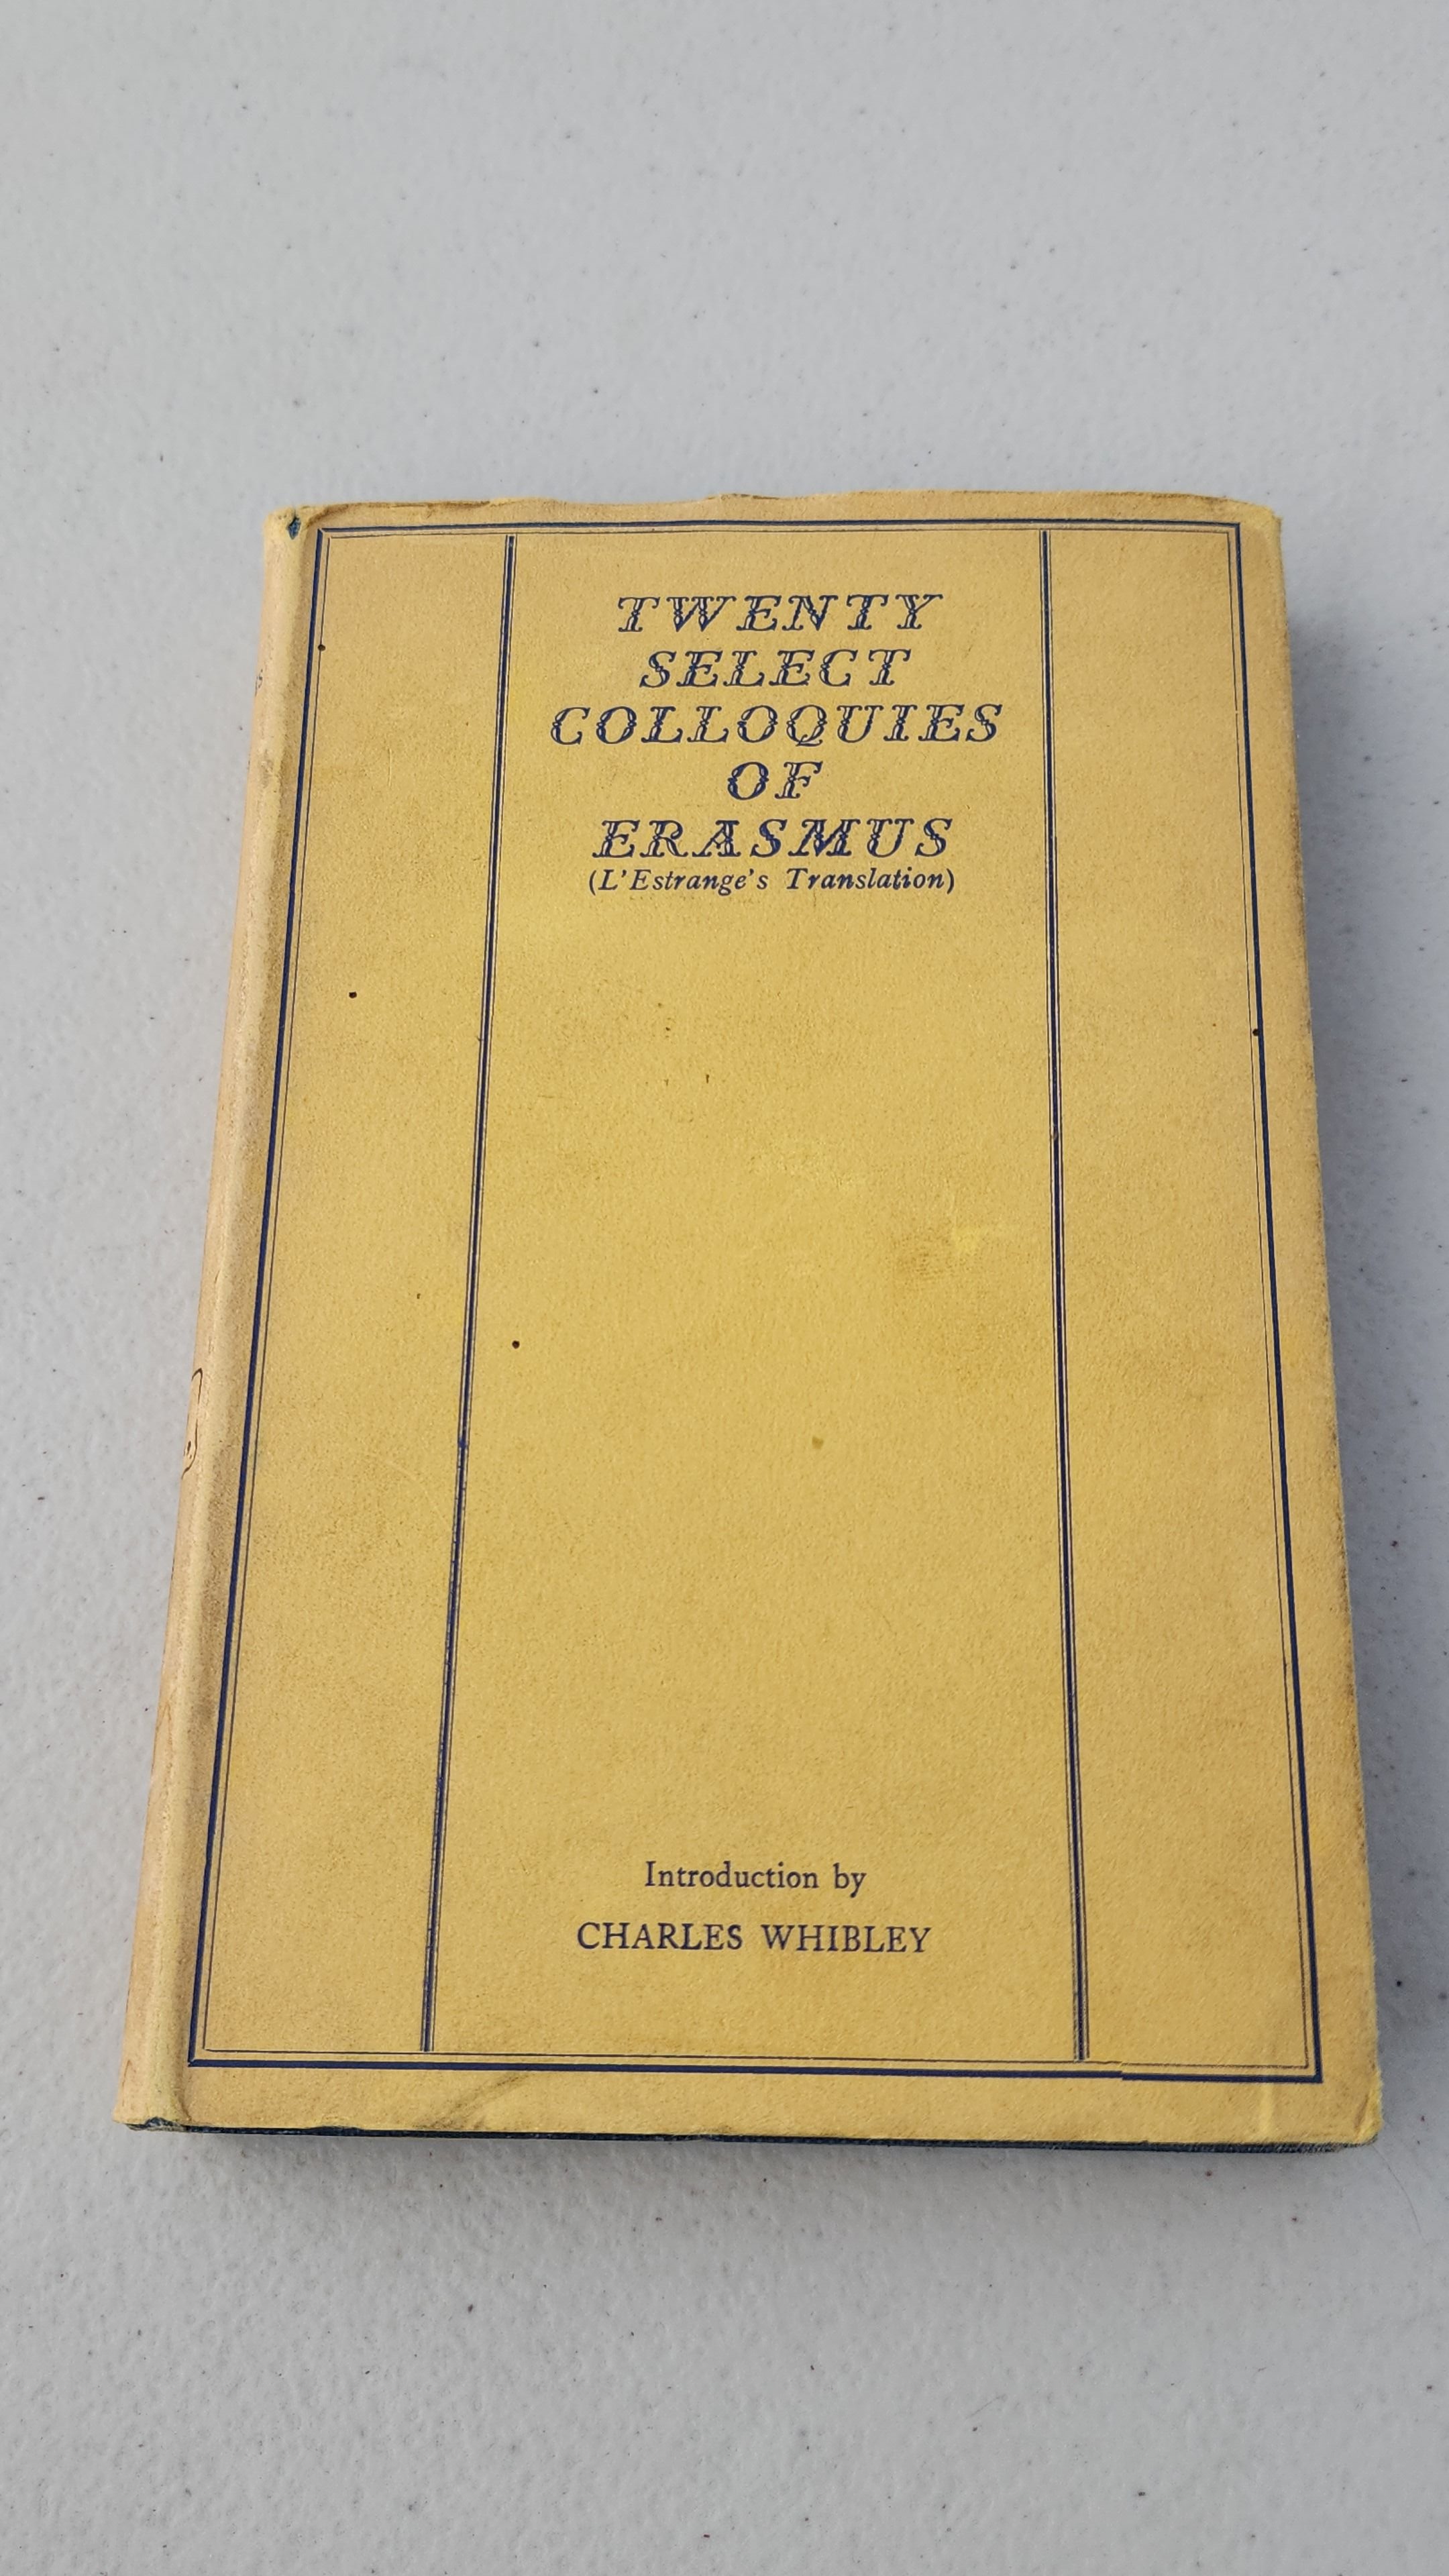 TWENTY
SELECT
COLLOQUIES
OF
ERASMUS
(L'Estrange's Translation)
Introduction by
CHARLES WHIBLEY